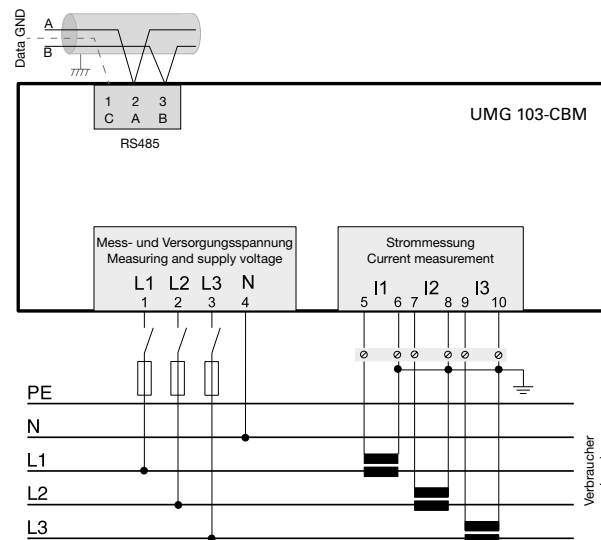 Data GND
A
B
1 2 3
C A B
RS485
UMG 103-CBM
Mess- und Versorgungsspannung
Measuring and supply voltage
L1 L2 L3 N
1 2 3 4
Strommessung
Current measurement
I1 I2 I3
5 6 7 8 9 10
PE
N
L1
L2
L3
Verbraucher